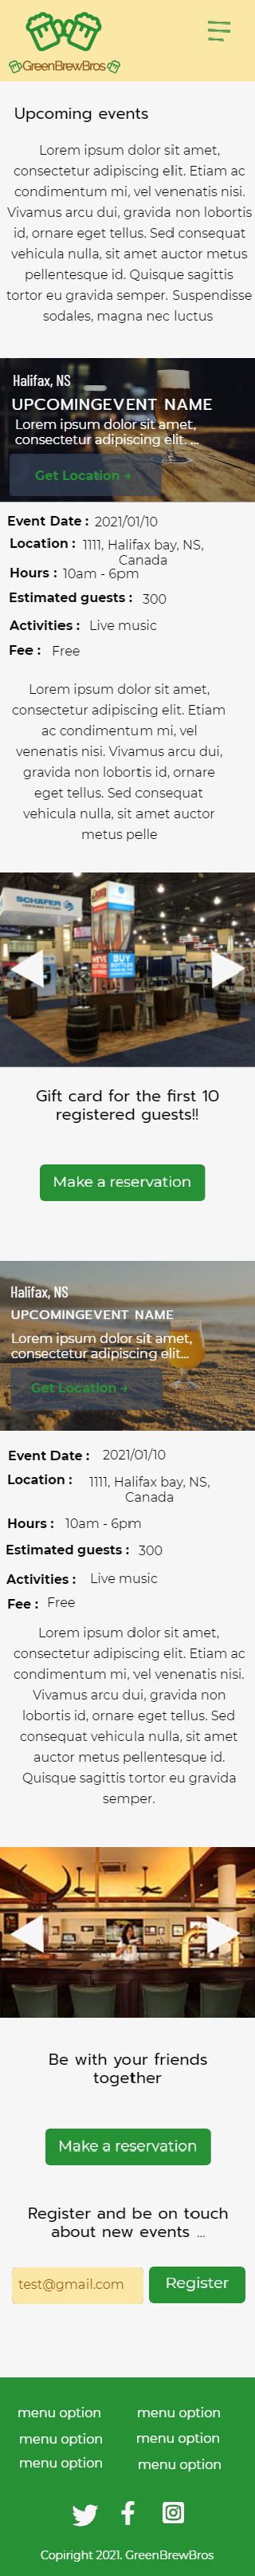 GreenBrewBros
Upcoming events
Lorem ipsum dolor sit amet,
consectetur adipiscing elit. Etiam ac
condimentum mi, vel venenatis nisi.
Vivamus arcu dui, gravida non lobortis
id, ornare eget tellus. Sed consequat
vehicula nulla, sit amet auctor metus
pellentesque id. Quisque sagittis
tortor eu gravida semper. Suspendisse
sodales, magna nec luctus
Halifax, NS
UPCOMINGEVENT NAME
Lorem ipsum dolor sit amet,
consectetur adipiscing elit. ...
Get Location →
Event Date : 2021/01/10
Location : 1111, Halifax bay, NS,
Canada
Hours : 10am - 6pm
Estimated guests : 300
Activities : Live music
Fee : Free
Lorem ipsum dolor sit amet,
consectetur adipiscing elit. Etiam
ac condimentum mi, vel
venenatis nisi. Vivamus arcu dui,
gravida non lobortis id, ornare
eget tellus. Sed consequat
vehicula nulla, sit amet auctor
metus pelle
SCHAEFER
WE'VE GOT BOTTLES
BUY BOTTLES
Gift card for the first 10
registered guests!!
Make a reservation
Halifax, NS
UPCOMINGEVENT NAME
Lorem ipsum dolor sit amet,
consectetur adipiscing elit...
Get Location →
Event Date : 2021/01/10
Location : 1111, Halifax bay, NS,
Canada
Hours : 10am - 6pm
Estimated guests : 300
Activities : Live music
Fee : Free
Lorem ipsum dolor sit amet,
consectetur adipiscing elit. Etiam ac
condimentum mi, vel venenatis nisi.
Vivamus arcu dui, gravida non
lobortis id, ornare eget tellus. Sed
consequat vehicula nulla, sit amet
auctor metus pellentesque id.
Quisque sagittis tortor eu gravida
semper.
Be with your friends
together
Make a reservation
Register and be on touch
about new events ...
test@gmail.com Register
menu option menu option
menu option menu option
menu option menu option
Copiright 2021. GreenBrewBros